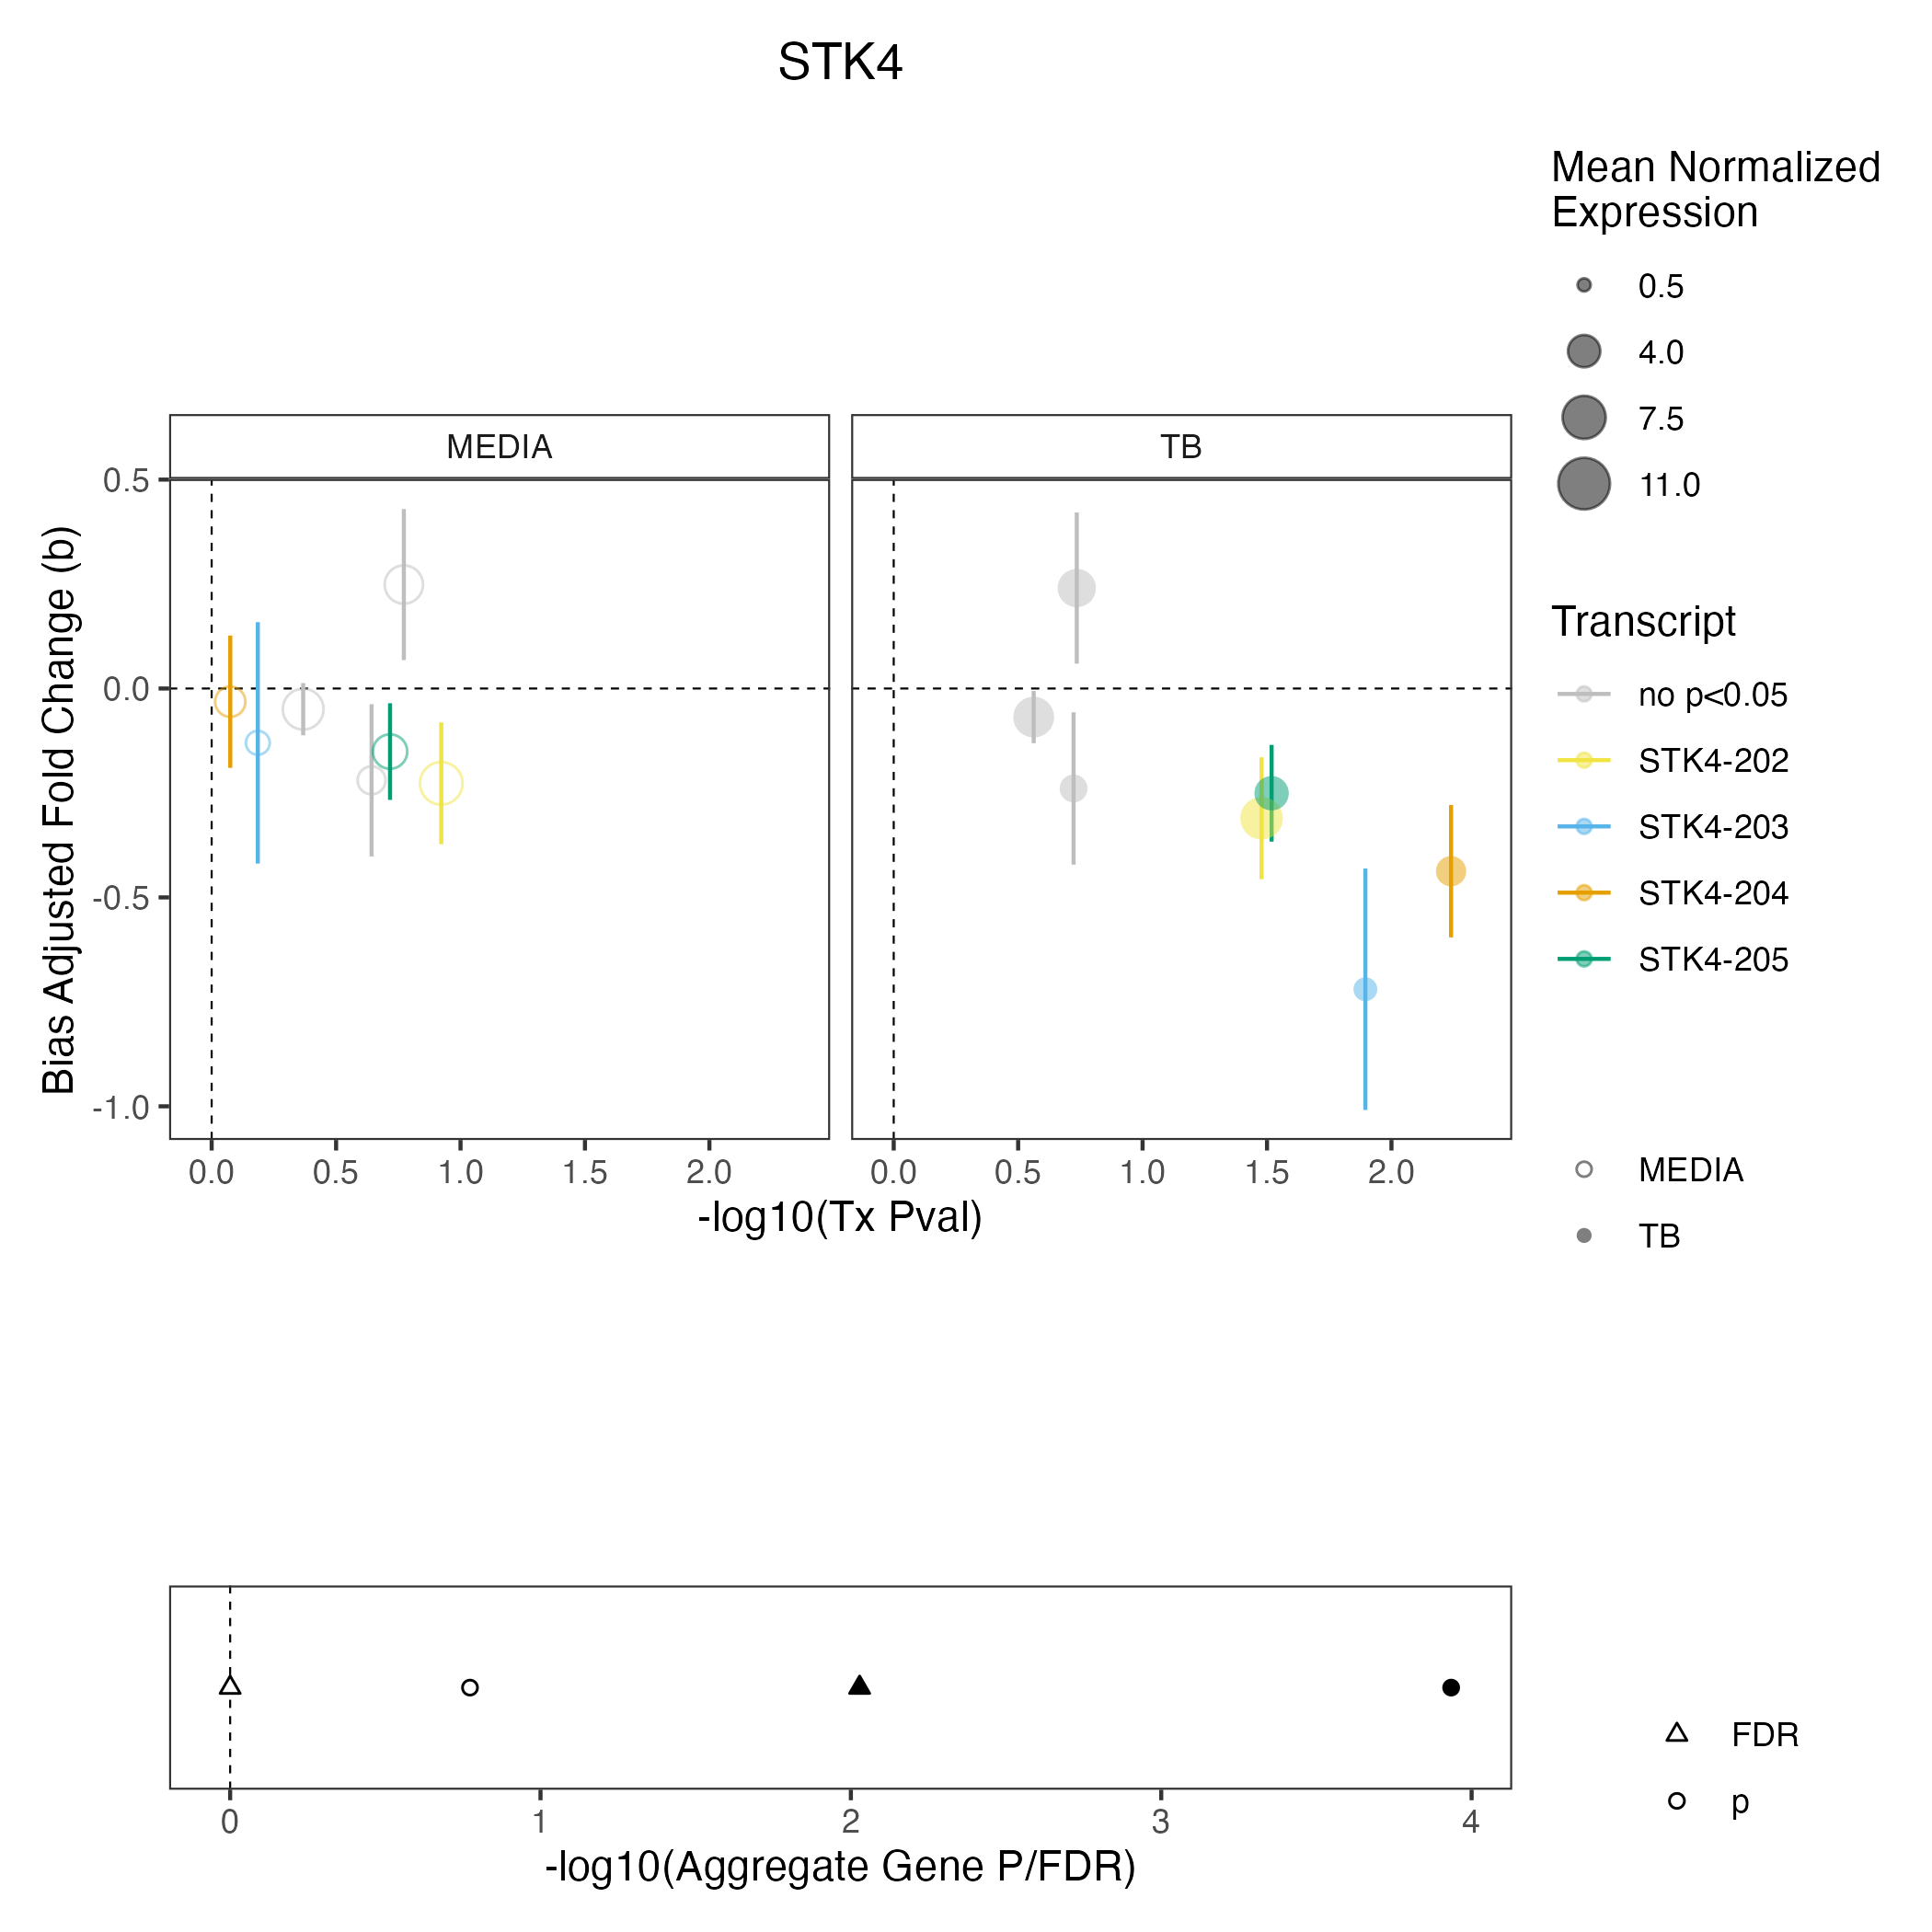 STK4
Mean Normalized
Expression
0.5
4.0
7.5
11.0
MEDIA
TB
0.5
0.0
-0.5
-1.0
Bias Adjusted Fold Change (b)
0.0 0.5 1.0 1.5 2.0
0.0 0.5 1.0 1.5 2.0
-log10(Tx Pval)
Transcript
no p<0.05
STK4-202
STK4-203
STK4-204
STK4-205
MEDIA
TB
0 1 2 3 4
-log10(Aggregate Gene P/FDR)
FDR
p